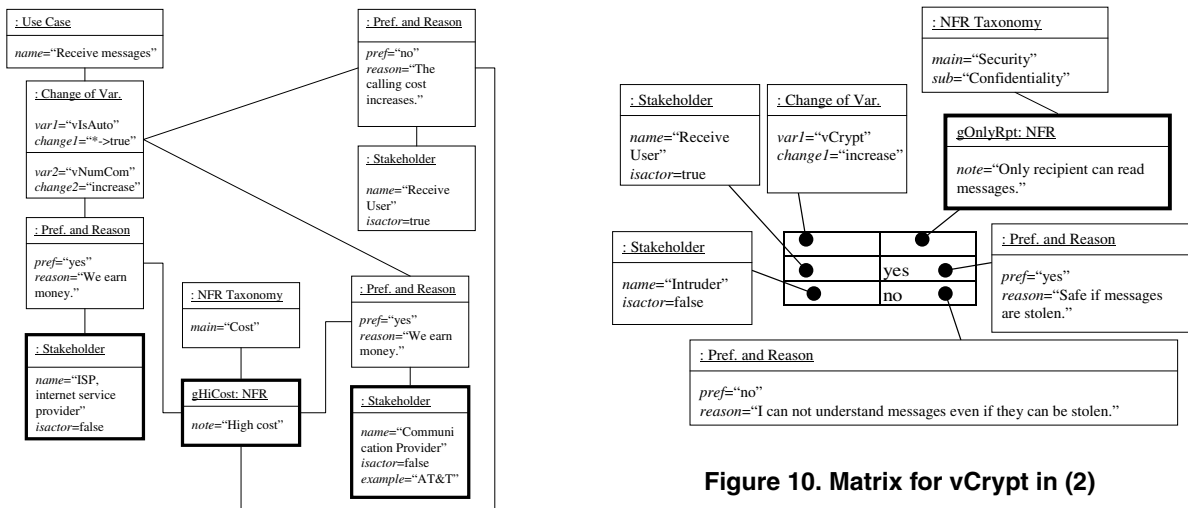 : Use Case
name=“Receive messages”
: Change of Var.
var1=“vIsAuto”
change1=“*->true”
var2=“vNumCom”
change2=“increase”
: Pref. and Reason
pref=“yes”
reason=“We earn
money.”
: Stakeholder
name=“ISP,
internet service
provider”
isactor=false
: NFR Taxonomy
main=“Cost”
gHiCost: NFR
note=“High cost”
: Pref. and Reason
pref=“no”
reason=“The
calling cost
increases.”
: Stakeholder
name=“Receive
User”
isactor=true
: Pref. and Reason
pref=“yes”
reason=“We earn
money.”
: Stakeholder
name=“Communi
cation Provider”
isactor=false
example=“AT&T”
: NFR Taxonomy
main=“Security”
sub=“Confidentiality”
: Stakeholder
name=“Receive
User”
isactor=true
: Change of Var.
var1=“vCrypt”
change1=“increase”
gOnlyRpt: NFR
note=“Only recipient can read
messages.”
: Stakeholder
name=“Intruder”
isactor=false
yes
no
: Pref. and Reason
pref=“yes”
reason=“Safe if messages
are stolen.”
: Pref. and Reason
pref=“no”
reason=“I can not understand messages even if they can be stolen.”
Figure 10. Matrix for vCrypt in (2)